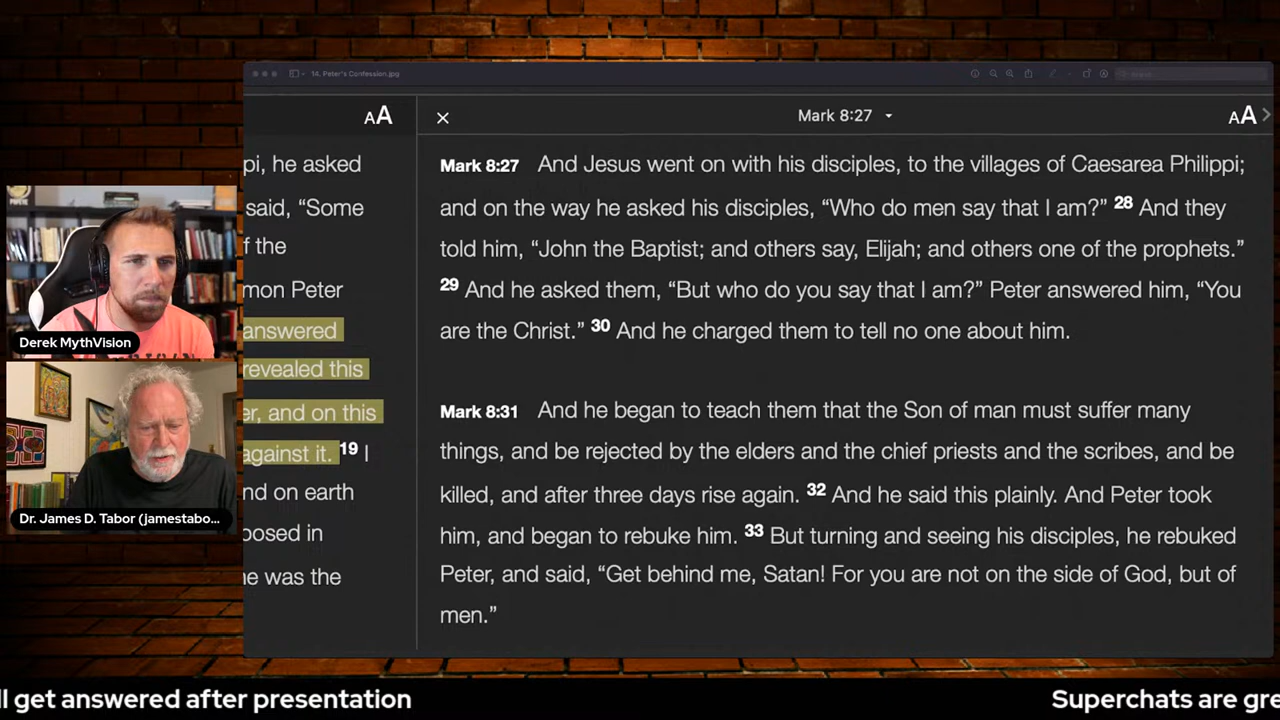 14. Peter's Confession.jpg
AA
pi, he asked
said, “Some
f the
mon Peter
answered
revealed this
er, and on this
against it. 19 I
nd on earth
posed in
he was the
Mark 8:27
AA
Mark 8:27 And Jesus went on with his disciples, to the villages of Caesarea Philippi;
and on the way he asked his disciples, “Who do men say that I am?” 28 And they
told him, “John the Baptist; and others say, Elijah; and others one of the prophets.”
29 And he asked them, “But who do you say that I am?” Peter answered him, “You
are the Christ.” 30 And he charged them to tell no one about him.
Mark 8:31 And he began to teach them that the Son of man must suffer many
things, and be rejected by the elders and the chief priests and the scribes, and be
killed, and after three days rise again. 32 And he said this plainly. And Peter took
him, and began to rebuke him. 33 But turning and seeing his disciples, he rebuked
Peter, and said, “Get behind me, Satan! For you are not on the side of God, but of
men.”
Derek MythVision
Dr. James D. Tabor (jamestabo...
ll get answered after presentation
Superchats are gre